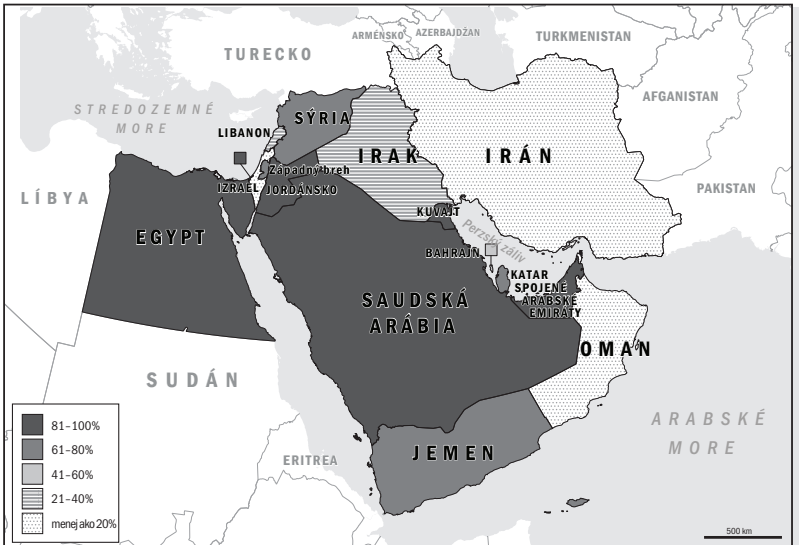 ARMÉNSKO
AZERBAJDŽAN
TURKMENISTAN
TURECKO
STREDOZEMNÉ
MORE
AFGANISTAN
LIBANON
SÝRIA
IRAK
IRÁN
Západný breh
IZRAEL
JORDÁNSKO
PAKISTAN
LÍBYA
KUVAJT
EGYPT
Perzský záliv
BAHRAJN
KATAR
SPOJENÉ
ARABSKÉ
EMIRÁTY
SAUDSKÁ
ARÁBIA
OMAN
SUDÁN
ARABSKÉ
MORE
JEMEN
ERITREA
81–100%
61–80%
41–60%
21–40%
menej ako 20%
500 km